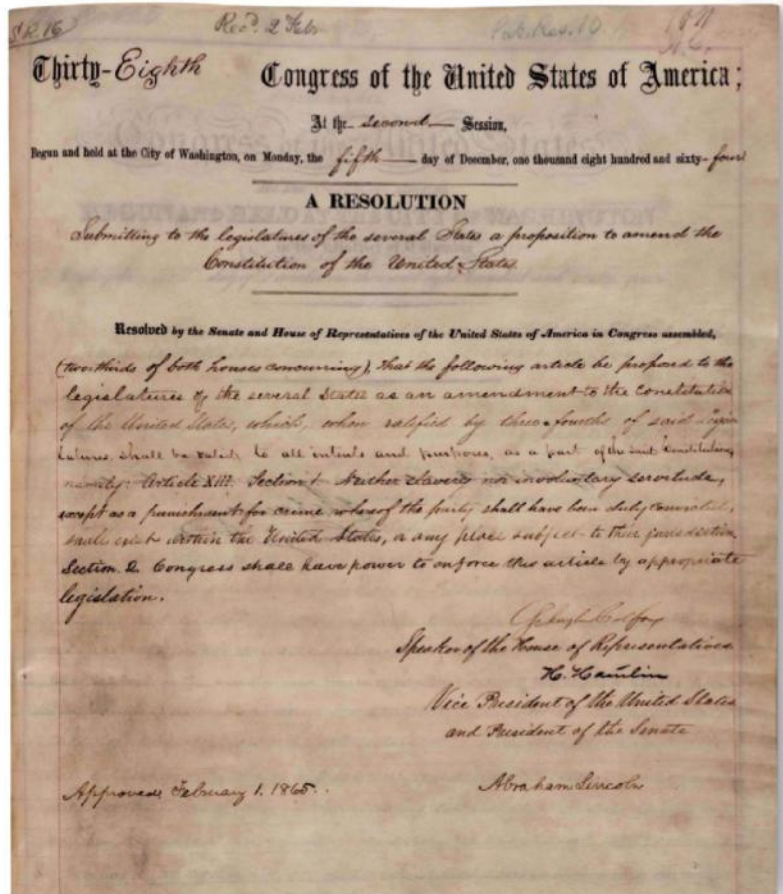 S.R. 16
Rec'd. 2 Feb
Pub. Res. 10.
Thirty-Eighth Congress of the United States of America;
At the second Session,
Begun and held at the City of Washington, on Monday, the fifth day of December, one thousand eight hundred and sixty-four
A RESOLUTION
Submitting to the legislatures of the several States a proposition to amend the
Constitution of the United States.
Resolved by the Senate and House of Representatives of the United States of America in Congress assembled,
(two-thirds of both houses concurring), that the following article be proposed to the
legislatures of the several States as an amendment to the Constitution
of the United States, which, when ratified by three-fourths of said Legis-
latures, shall be valid, to all intents and purposes, as a part of the said Constitution,
namely: Article XIII. Section 1. Neither slavery nor involuntary servitude,
except as a punishment for crime whereof the party shall have been duly convicted,
shall exist within the United States, or any place subject to their jurisdiction.
Section 2. Congress shall have power to enforce this article by appropriate
legislation.
Schuyler Colfax
Speaker of the House of Representatives.
H. Hamlin
Vice President of the United States
and President of the Senate
Approved, February 1. 1865.
Abraham Lincoln